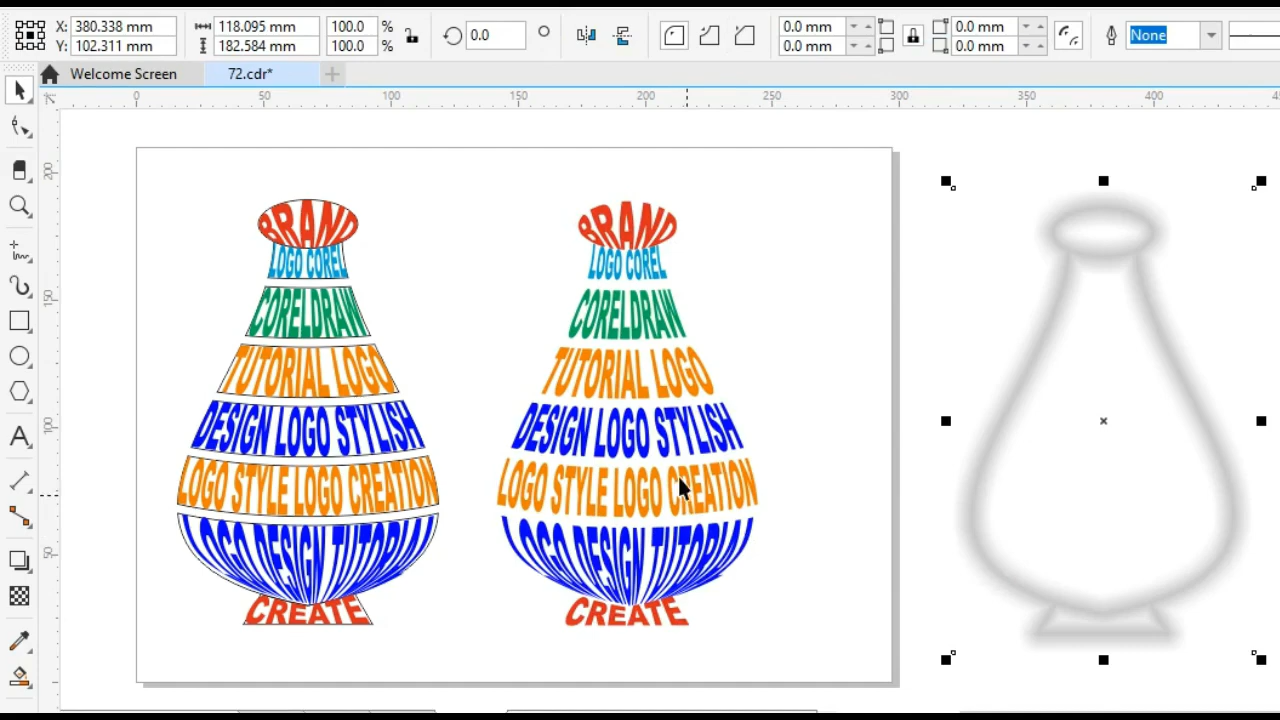 X: 380.338 mm 118.095 mm 100.0 % 0.0 0.0 mm 0.0 mm None
Y: 102.311 mm 182.584 mm 100.0 % 0.0 mm 0.0 mm
Welcome Screen 72.cdr*
0 50 100 150 200 250 300 350 400
200
150
100
50
BRAND
LOGO COREL
CORELDRAW
TUTORIAL LOGO
DESIGN LOGO STYLISH
LOGO STYLE LOGO CREATION
LOGO DESIGN TUTORIAL
CREATE
BRAND
LOGO COREL
CORELDRAW
TUTORIAL LOGO
DESIGN LOGO STYLISH
LOGO STYLE LOGO CREATION
LOGO DESIGN TUTORIAL
CREATE